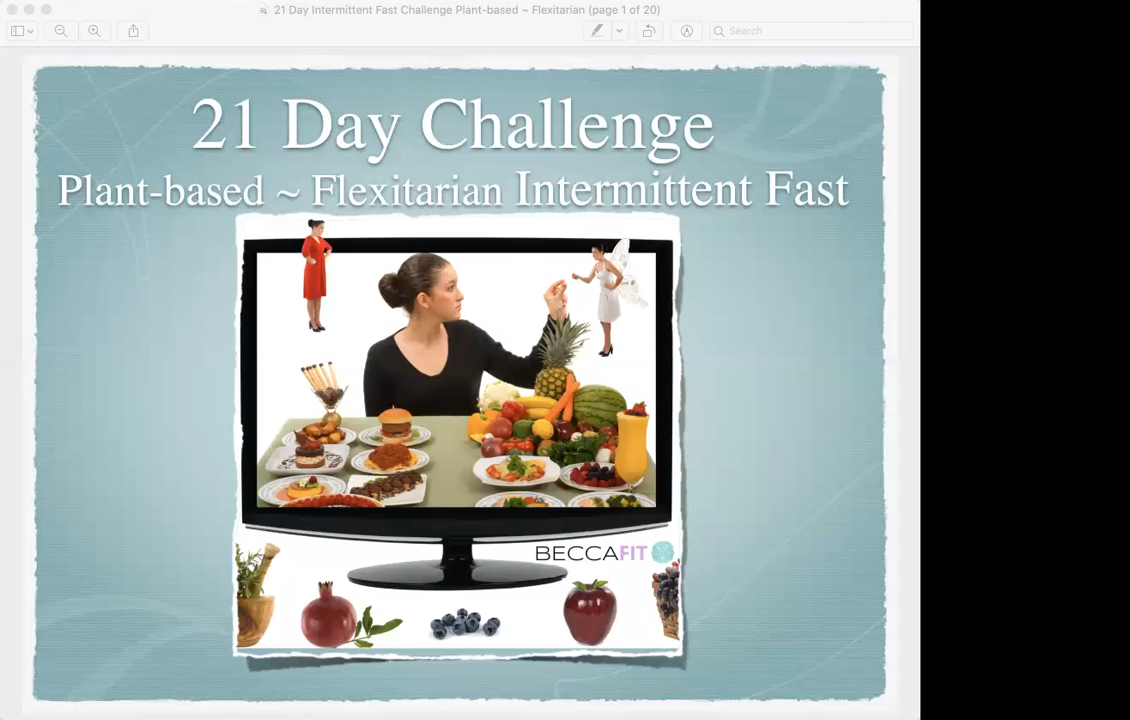 21 Day Intermittent Fast Challenge Plant-based ~ Flexitarian (page 1 of 20)
Search
21 Day Challenge
Plant-based ~ Flexitarian Intermittent Fast
BECCAFIT